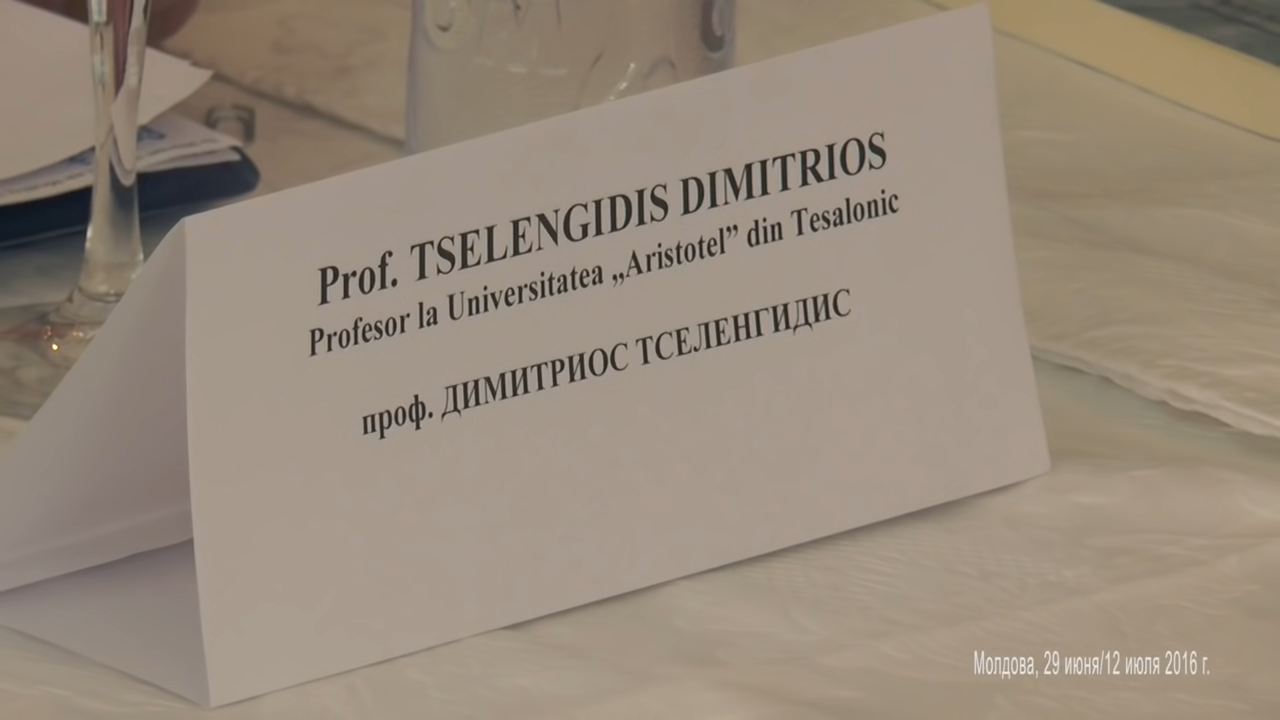 Prof. TSELENGIDIS DIMITRIOS
Profesor la Universitatea „Aristotel” din Tesalonic
проф. ДИМИТРИОС ТСЕЛЕНГИДИС
Молдова, 29 июня/12 июля 2016 г.